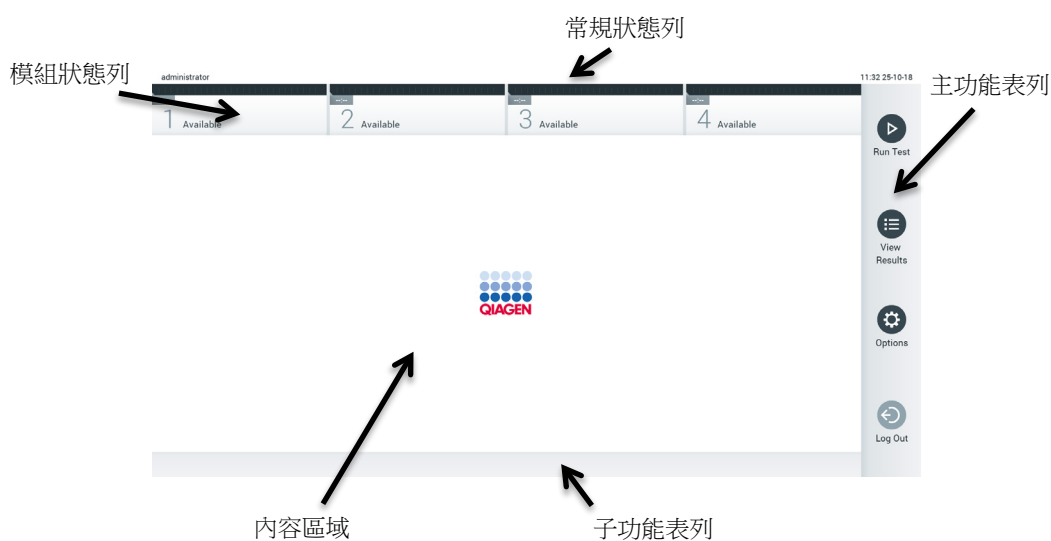 常規狀態列
模組狀態列
administrator
11:32 25-10-18
主功能表列
--:--
--:--
--:--
1 Available
2 Available
3 Available
4 Available
Run Test
View
Results
QIAGEN
Options
Log Out
內容區域
子功能表列